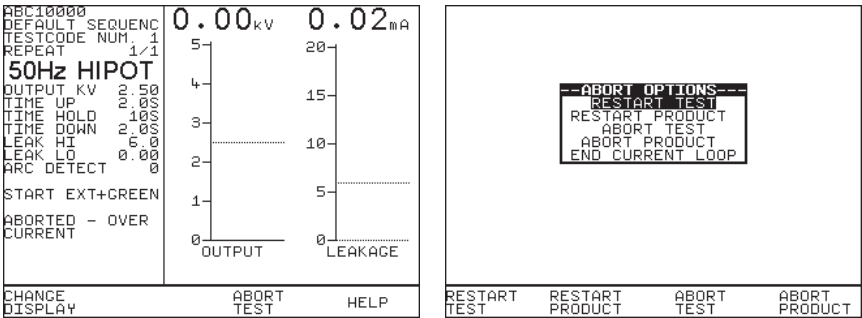 ABC10000
DEFAULT SEQUENC
TESTCODE NUM. 1
REPEAT 1/1
50Hz HIPOT
OUTPUT KV 2.50
TIME UP 2.0S
TIME HOLD 10S
TIME DOWN 2.0S
LEAK HI 6.0
LEAK LO 0.00
ARC DETECT 0
START EXT+GREEN
ABORTED - OVER
CURRENT
0.00kV 0.02mA
5
4
3
2
1
0
OUTPUT
20
15
10
5
0
LEAKAGE
CHANGE
DISPLAY
ABORT
TEST
HELP
--ABORT OPTIONS---
RESTART TEST
RESTART PRODUCT
ABORT TEST
ABORT PRODUCT
END CURRENT LOOP
RESTART
TEST
RESTART
PRODUCT
ABORT
TEST
ABORT
PRODUCT